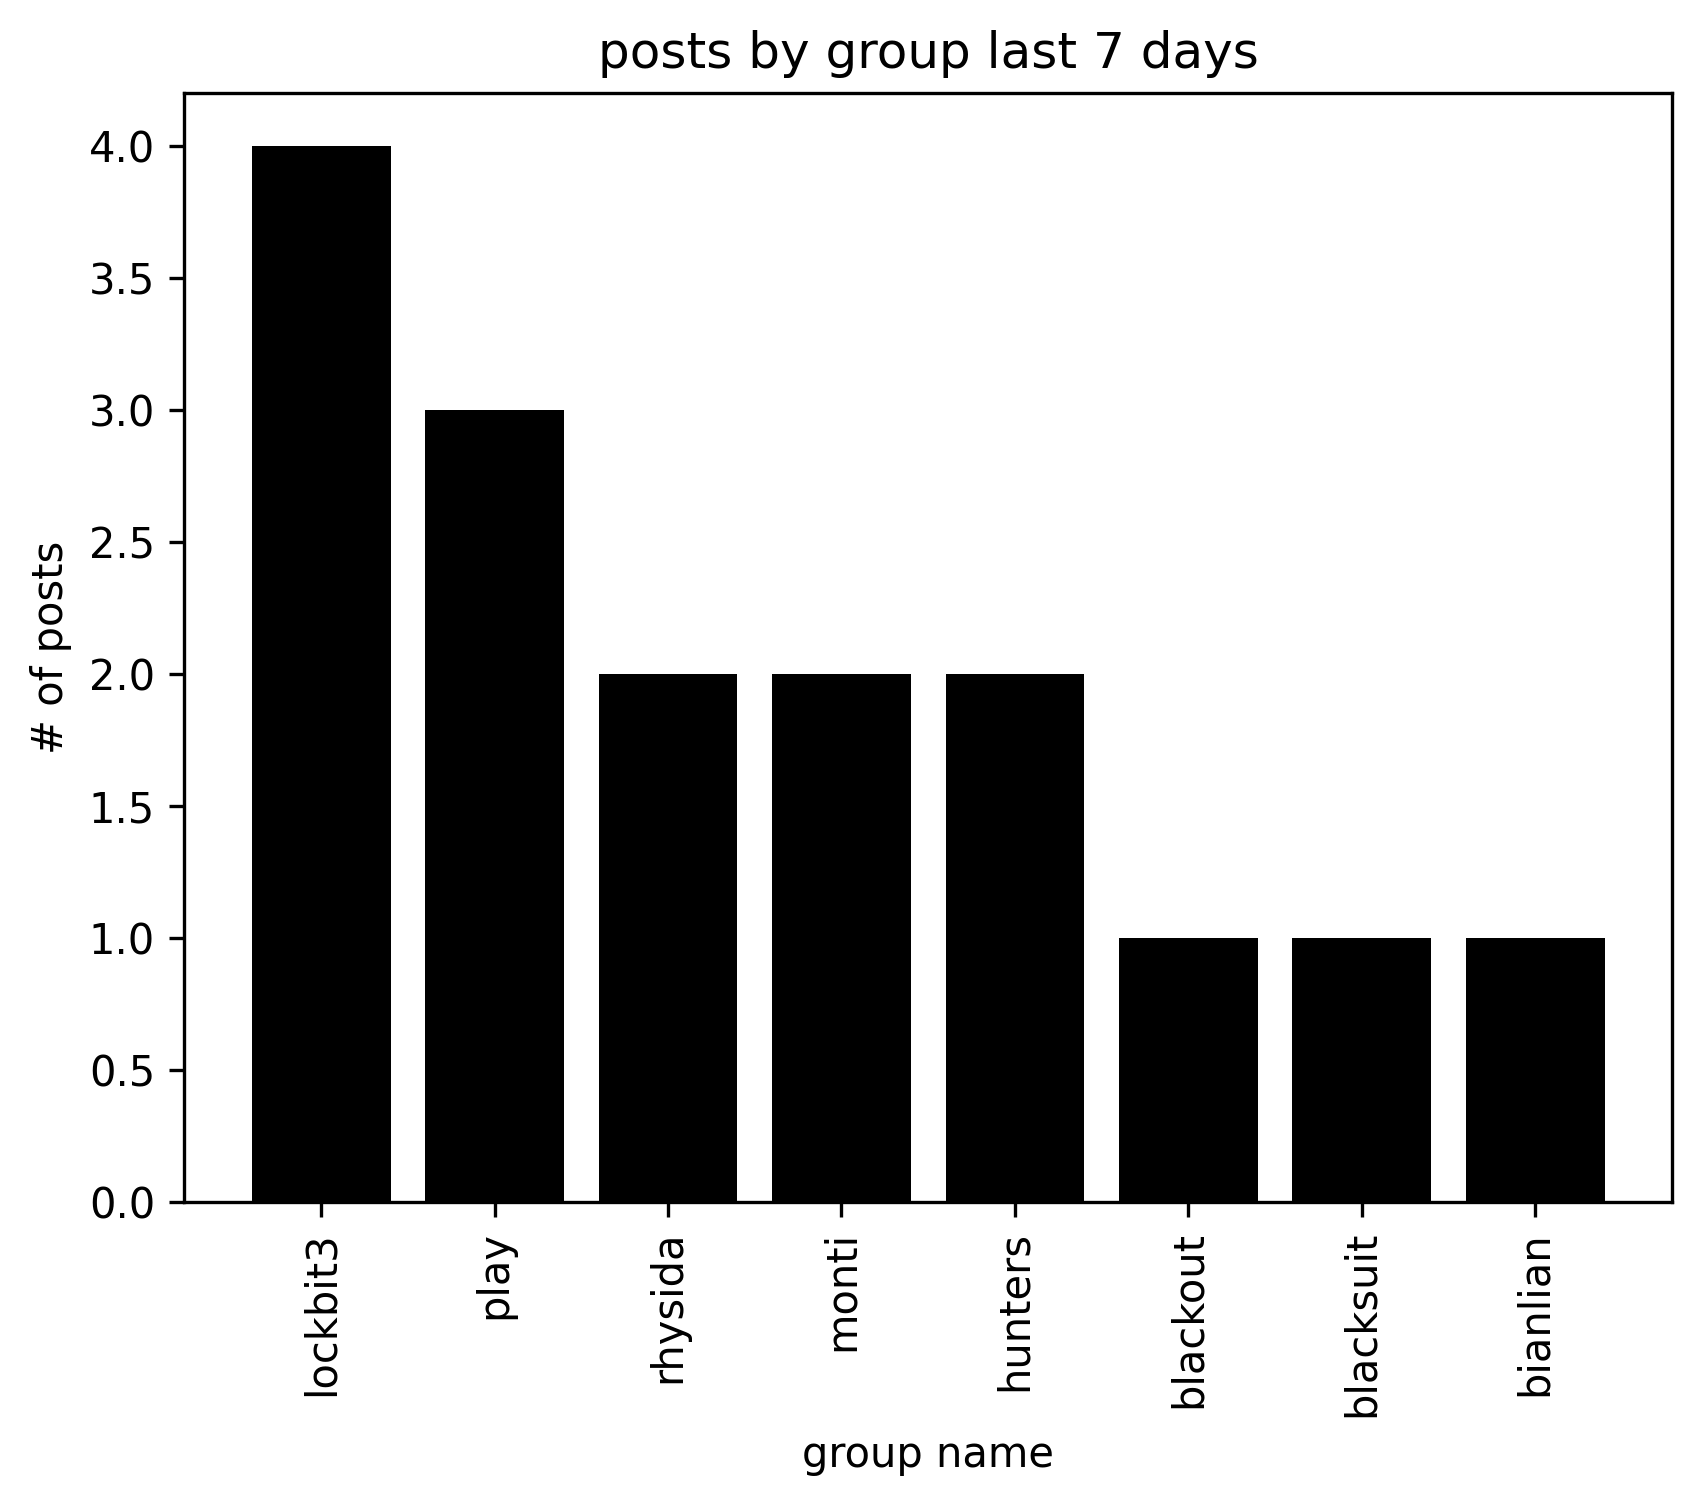 posts by group last 7 days
4.0
3.5
3.0
2.5
2.0
1.5
1.0
0.5
0.0
# of posts
lockbit3
play
rhysida
monti
hunters
blackout
blacksuit
bianlian
group name